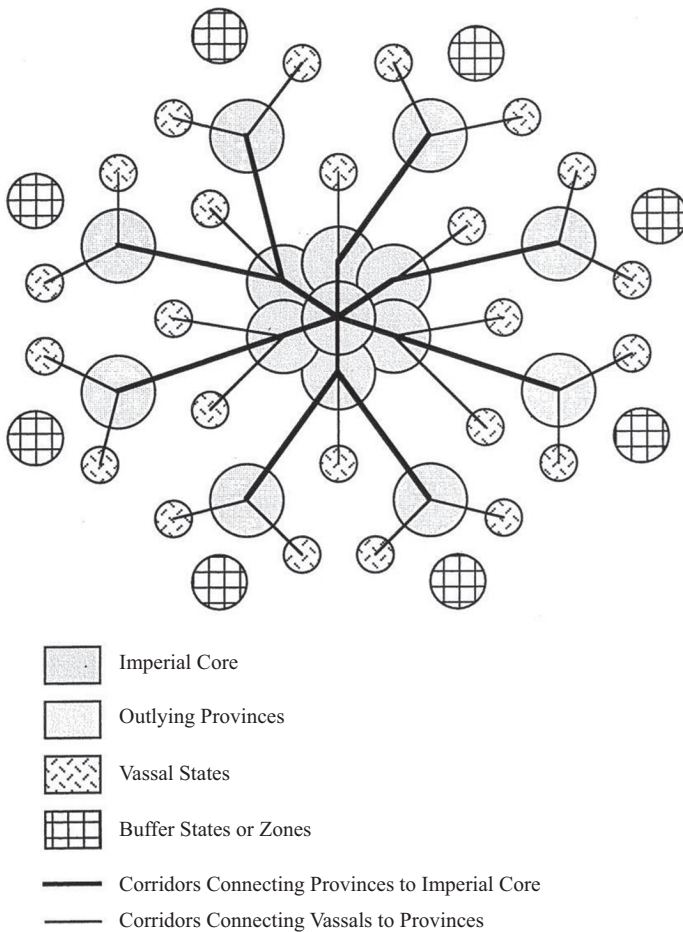 Imperial Core
Outlying Provinces
Vassal States
Buffer States or Zones
Corridors Connecting Provinces to Imperial Core
Corridors Connecting Vassals to Provinces